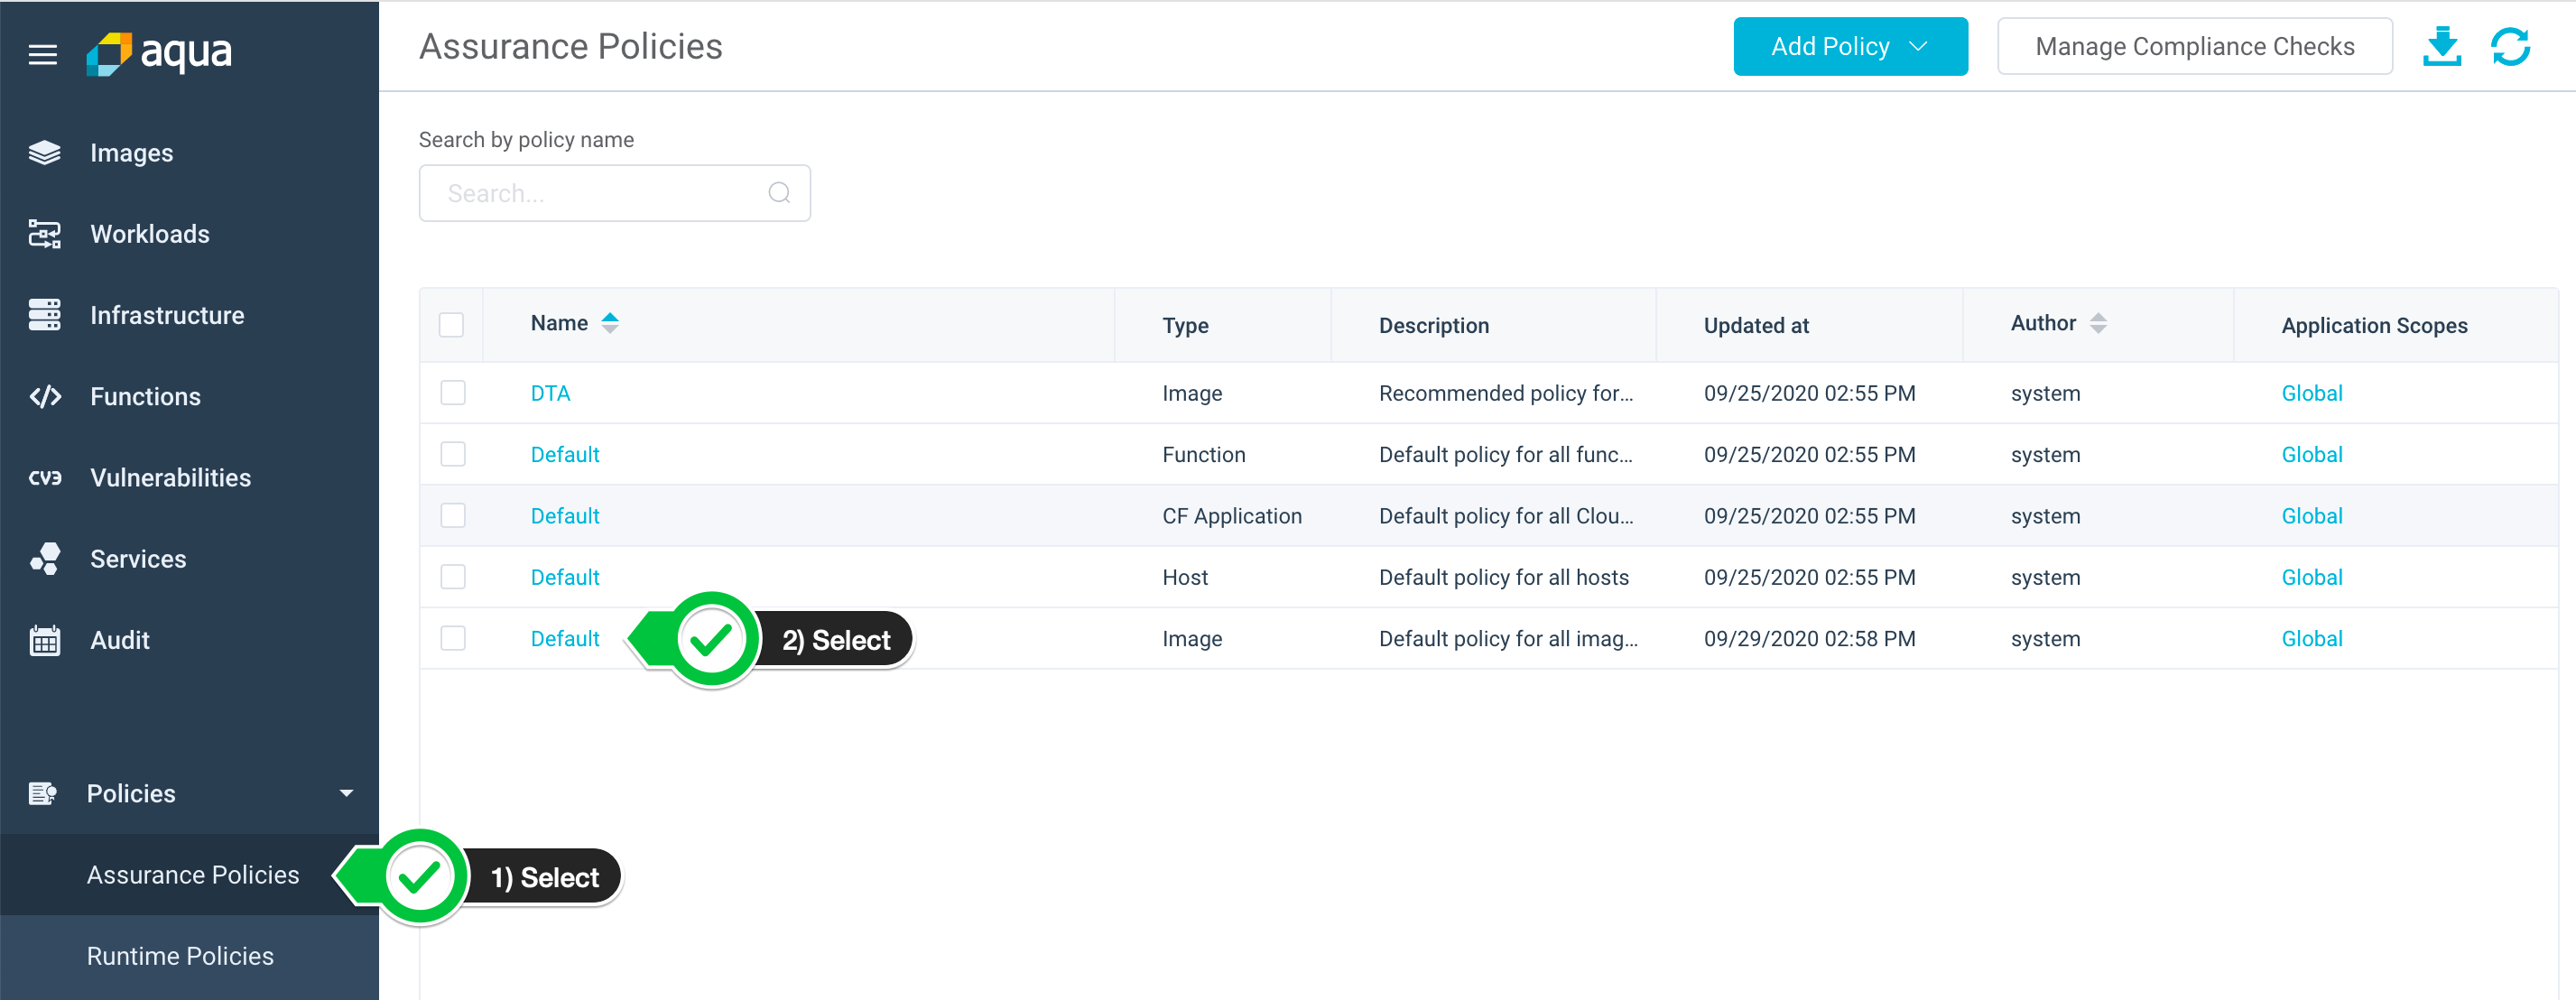 aqua
Assurance Policies
Add Policy
Manage Compliance Checks
Images
Workloads
Infrastructure
Functions
CV3 Vulnerabilities
Services
Audit
Policies
Assurance Policies
Runtime Policies
1) Select
Search by policy name
Search...
Name Type Description Updated at Author Application Scopes
DTA Image Recommended policy for... 09/25/2020 02:55 PM system Global
Default Function Default policy for all func... 09/25/2020 02:55 PM system Global
Default CF Application Default policy for all Clou... 09/25/2020 02:55 PM system Global
Default Host Default policy for all hosts 09/25/2020 02:55 PM system Global
Default 2) Select Image Default policy for all imag... 09/29/2020 02:58 PM system Global